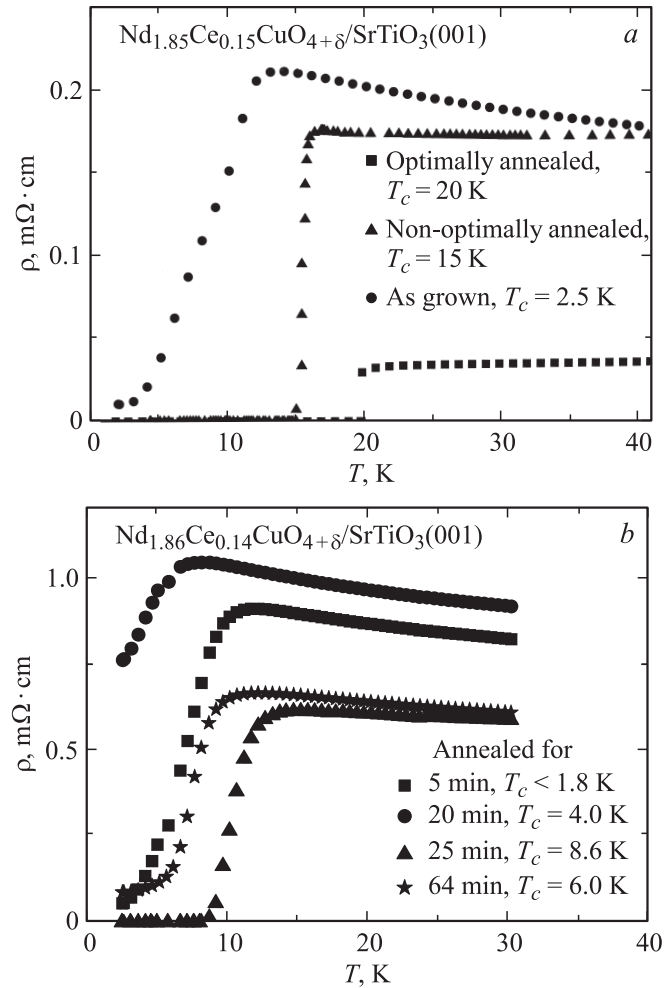 Nd1.85Ce0.15CuO4+δ/SrTiO3(001) a
0.2
0.1
0
ρ, mΩ·cm
■ Optimally annealed,
Tc = 20 K
▲ Non-optimally annealed,
Tc = 15 K
● As grown, Tc = 2.5 K
0 10 20 30 40
T, K
Nd1.86Ce0.14CuO4+δ/SrTiO3(001) b
1.0
0.5
0
ρ, mΩ·cm
Annealed for
■ 5 min, Tc < 1.8 K
● 20 min, Tc = 4.0 K
▲ 25 min, Tc = 8.6 K
★ 64 min, Tc = 6.0 K
0 10 20 30 40
T, K